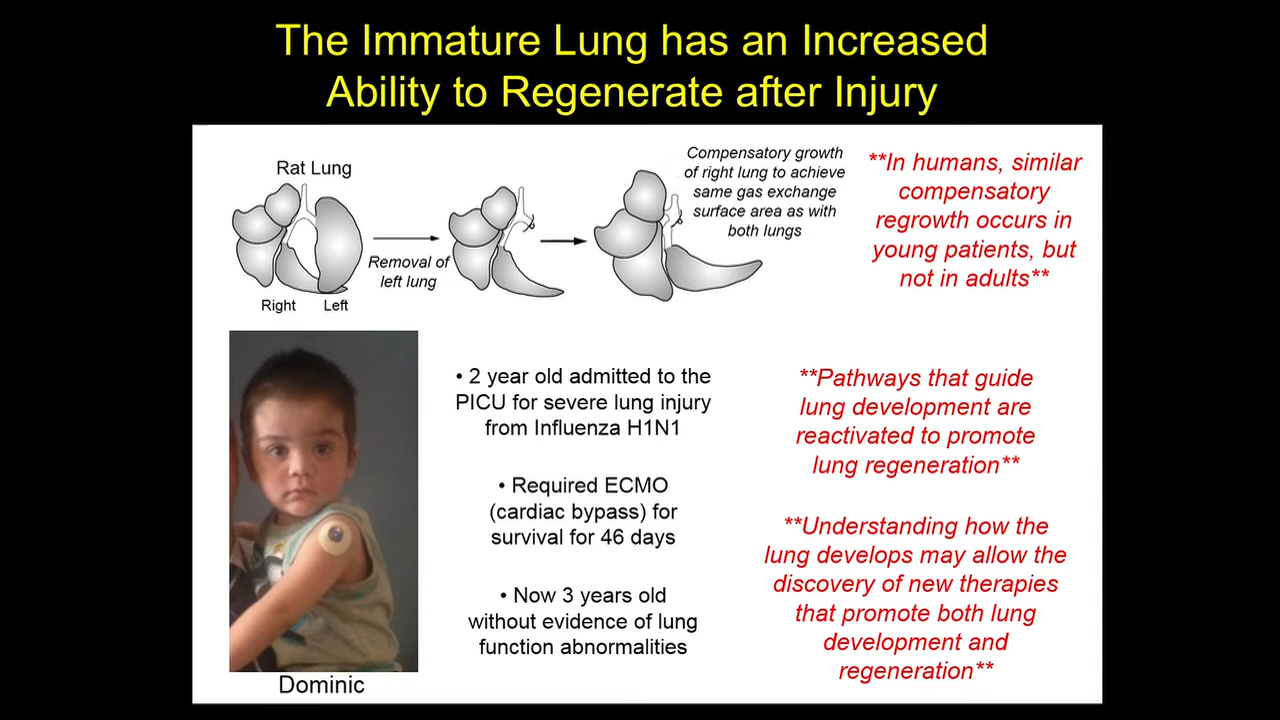 The Immature Lung has an Increased
Ability to Regenerate after Injury
Rat Lung
Right
Left
Removal of
left lung
Compensatory growth
of right lung to achieve
same gas exchange
surface area as with
both lungs
**In humans, similar
compensatory
regrowth occurs in
young patients, but
not in adults**
Dominic
• 2 year old admitted to the
PICU for severe lung injury
from Influenza H1N1
• Required ECMO
(cardiac bypass) for
survival for 46 days
• Now 3 years old
without evidence of lung
function abnormalities
**Pathways that guide
lung development are
reactivated to promote
lung regeneration**
**Understanding how the
lung develops may allow the
discovery of new therapies
that promote both lung
development and
regeneration**